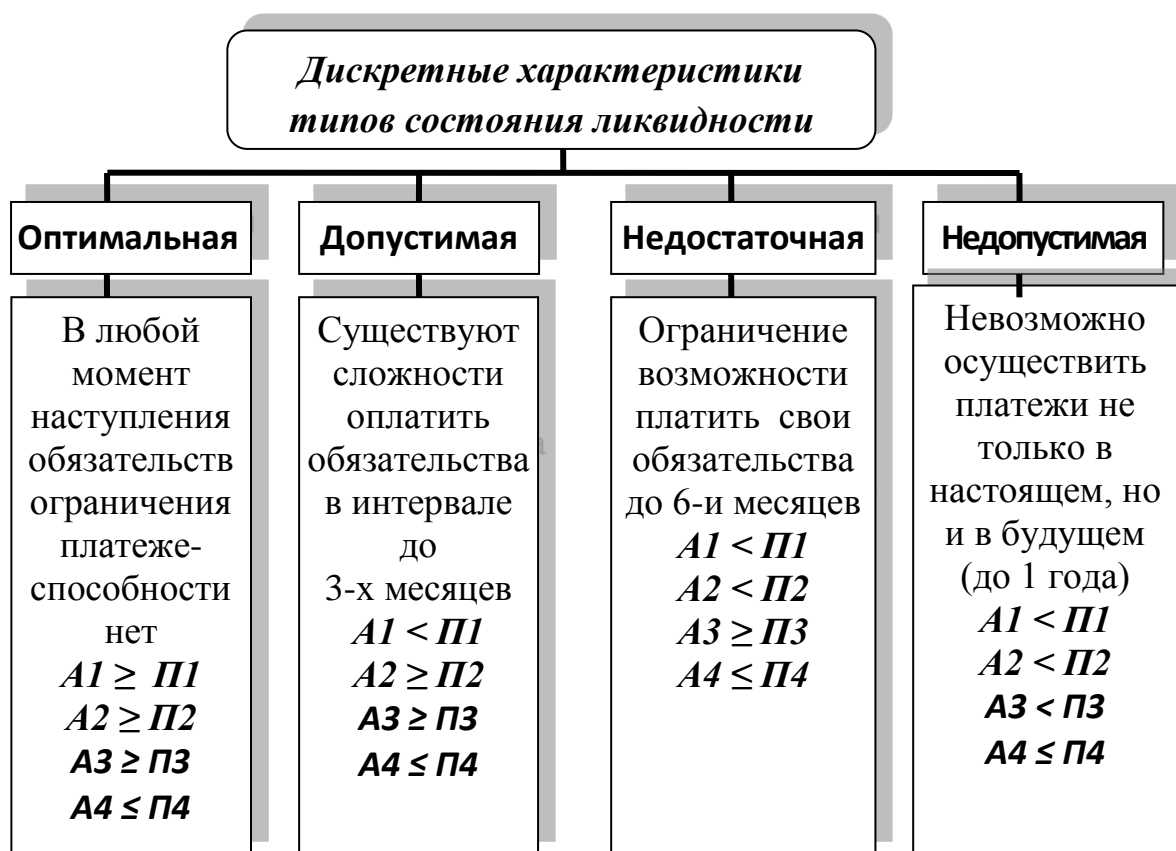 Дискретные характеристики
типов состояния ликвидности
Оптимальная
Допустимая
Недостаточная
Недопустимая
В любой
момент
наступления
обязательств
ограничения
платеже-
способности
нет
А1 ≥ П1
А2 ≥ П2
А3 ≥ П3
А4 ≤ П4
Существуют
сложности
оплатить
обязательства
в интервале
до
3-х месяцев
А1 < П1
А2 ≥ П2
А3 ≥ П3
А4 ≤ П4
Ограничение
возможности
платить свои
обязательства
до 6-и месяцев
А1 < П1
А2 < П2
А3 ≥ П3
А4 ≤ П4
Невозможно
осуществить
платежи не
только в
настоящем, но
и в будущем
(до 1 года)
А1 < П1
А2 < П2
А3 < П3
А4 ≤ П4